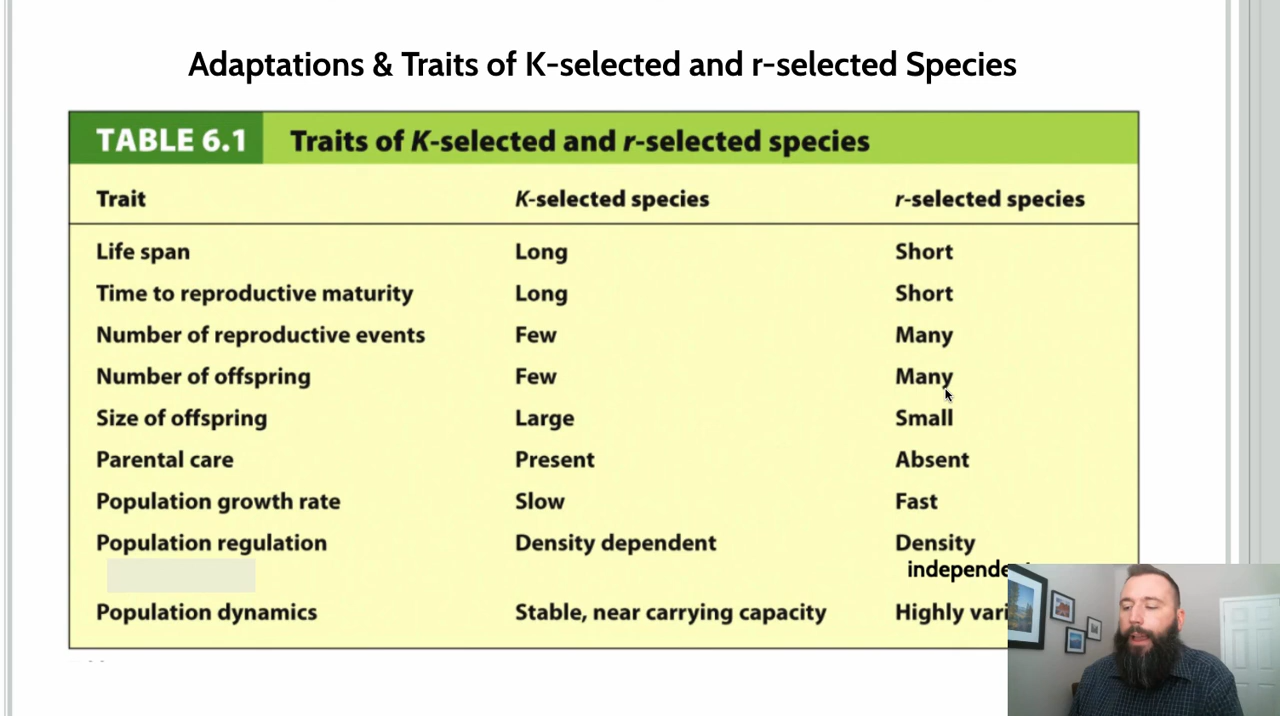 Adaptations & Traits of K-selected and r-selected Species
TABLE 6.1 Traits of K-selected and r-selected species
Trait K-selected species r-selected species
Life span Long Short
Time to reproductive maturity Long Short
Number of reproductive events Few Many
Number of offspring Few Many
Size of offspring Large Small
Parental care Present Absent
Population growth rate Slow Fast
Population regulation Density dependent Density
Population dynamics Stable, near carrying capacity Highly